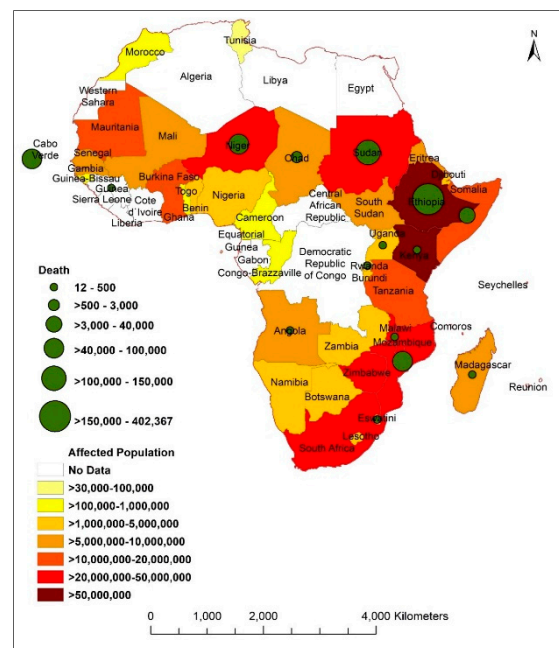 Tunisia
N
Morocco
Algeria
Libya
Egypt
Western
Sahara
Mauritania
Mali
Niger
Chad
Sudan
Eritrea
Cabo
Verde
Senegal
Gambia
Guinea-Bissau
Guinea
Sierra Leone
Liberia
Burkina Faso
Togo
Benin
Ghana
Cote
d'Ivoire
Nigeria
Cameroon
Central
African
Republic
South
Sudan
Djibouti
Somalia
Ethiopia
Equatorial
Guinea
Gabon
Congo-Brazzaville
Democratic
Republic
of Congo
Uganda
Kenya
Rwanda
Burundi
Tanzania
Seychelles
Comoros
Angola
Zambia
Malawi
Mozambique
Zimbabwe
Madagascar
Reunion
Namibia
Botswana
Eswatini
Lesotho
South Africa
Death
12 - 500
>500 - 3,000
>3,000 - 40,000
>40,000 - 100,000
>100,000 - 150,000
>150,000 - 402,367
Affected Population
No Data
>30,000-100,000
>100,000-1,000,000
>1,000,000-5,000,000
>5,000,000-10,000,000
>10,000,000-20,000,000
>20,000,000-50,000,000
>50,000,000
0 1,000 2,000 4,000 Kilometers